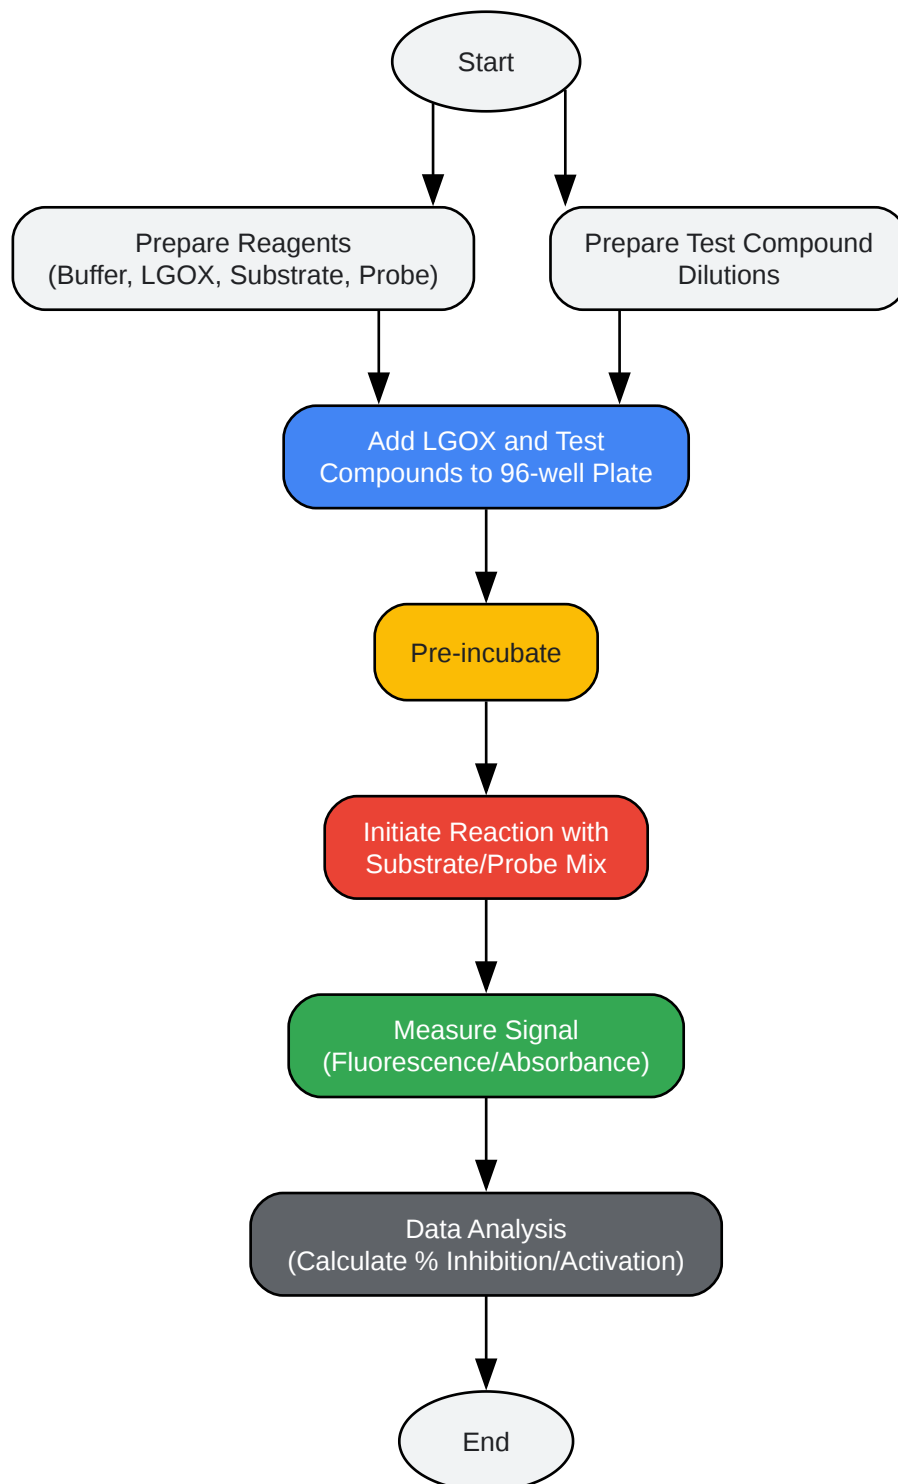 Start
Prepare Reagents
(Buffer, LGOX, Substrate, Probe)
Prepare Test Compound
Dilutions
Add LGOX and Test
Compounds to 96-well Plate
Pre-incubate
Initiate Reaction with
Substrate/Probe Mix
Measure Signal
(Fluorescence/Absorbance)
Data Analysis
(Calculate % Inhibition/Activation)
End